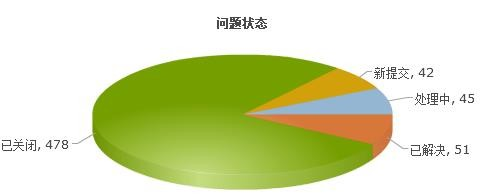 问题状态
新提交, 42
处理中, 45
已关闭, 478
已解决, 51